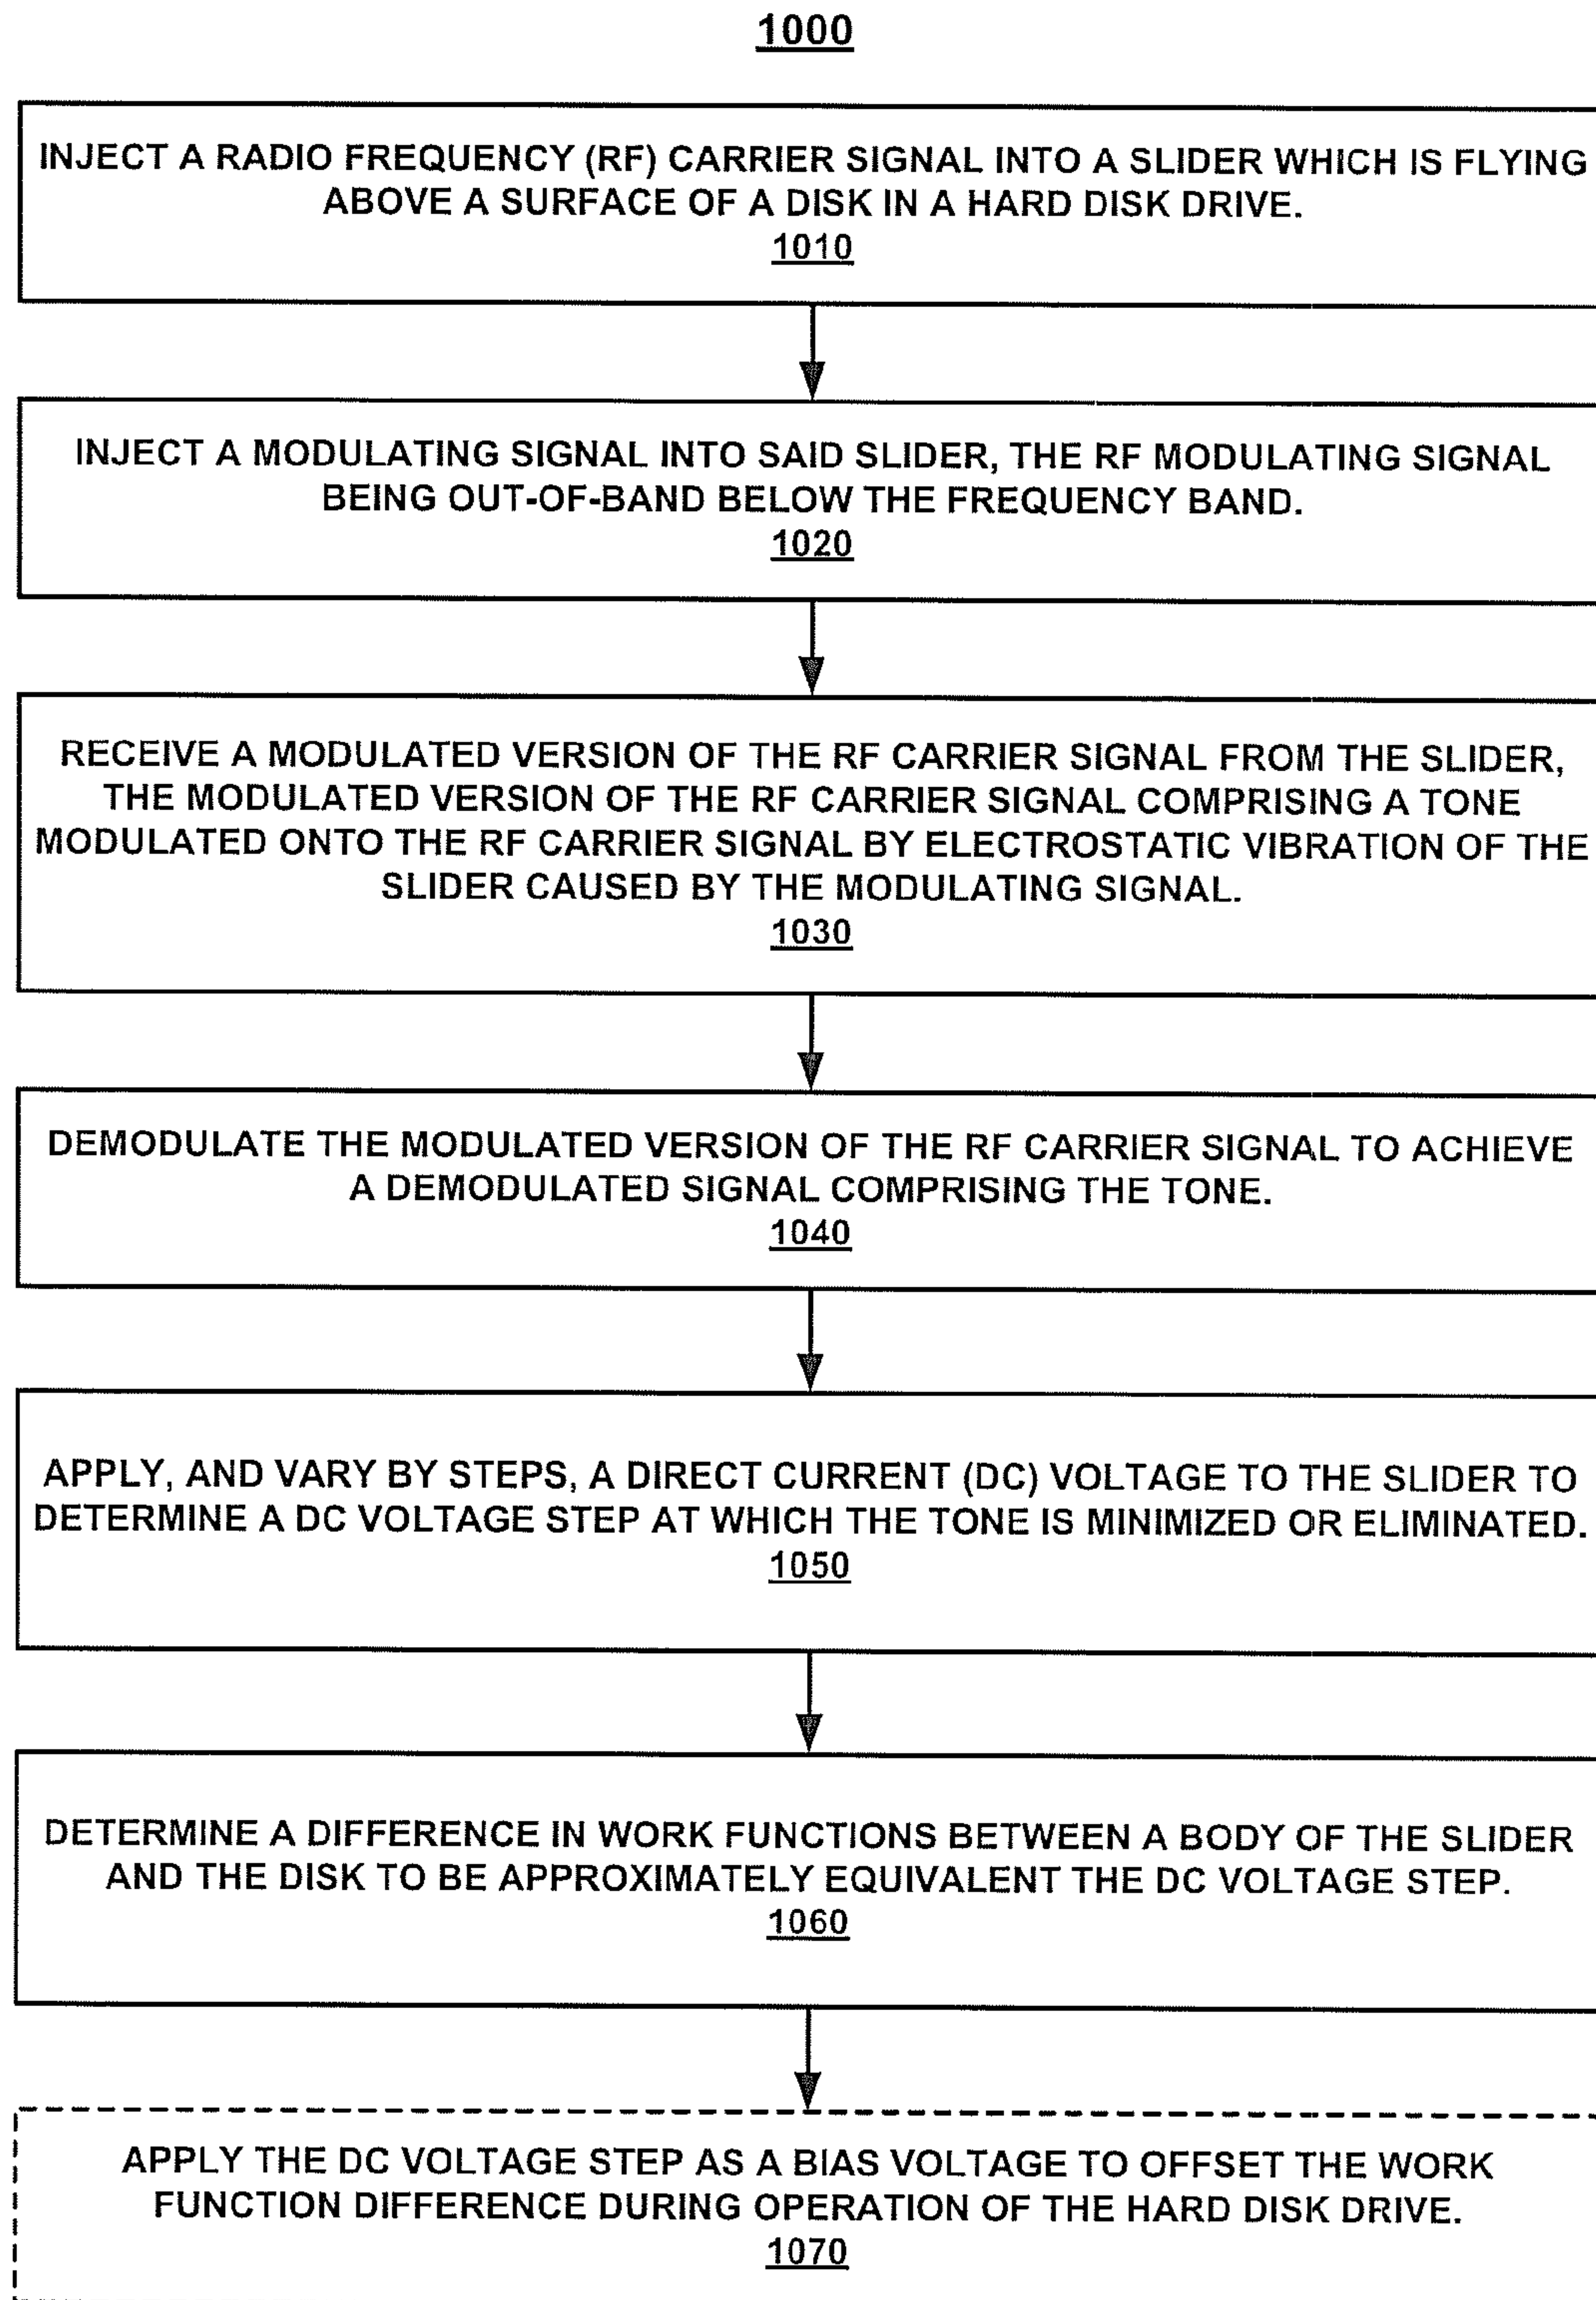 1000
INJECT A RADIO FREQUENCY (RF) CARRIER SIGNAL INTO A SLIDER WHICH IS FLYING
ABOVE A SURFACE OF A DISK IN A HARD DISK DRIVE.
1010
INJECT A MODULATING SIGNAL INTO SAID SLIDER, THE RF MODULATING SIGNAL
BEING OUT-OF-BAND BELOW THE FREQUENCY BAND.
1020
RECEIVE A MODULATED VERSION OF THE RF CARRIER SIGNAL FROM THE SLIDER,
THE MODULATED VERSION OF THE RF CARRIER SIGNAL COMPRISING A TONE
MODULATED ONTO THE RF CARRIER SIGNAL BY ELECTROSTATIC VIBRATION OF THE
SLIDER CAUSED BY THE MODULATING SIGNAL.
1030
DEMODULATE THE MODULATED VERSION OF THE RF CARRIER SIGNAL TO ACHIEVE
A DEMODULATED SIGNAL COMPRISING THE TONE.
1040
APPLY, AND VARY BY STEPS, A DIRECT CURRENT (DC) VOLTAGE TO THE SLIDER TO
DETERMINE A DC VOLTAGE STEP AT WHICH THE TONE IS MINIMIZED OR ELIMINATED.
1050
DETERMINE A DIFFERENCE IN WORK FUNCTIONS BETWEEN A BODY OF THE SLIDER
AND THE DISK TO BE APPROXIMATELY EQUIVALENT THE DC VOLTAGE STEP.
1060
APPLY THE DC VOLTAGE STEP AS A BIAS VOLTAGE TO OFFSET THE WORK
FUNCTION DIFFERENCE DURING OPERATION OF THE HARD DISK DRIVE.
1070